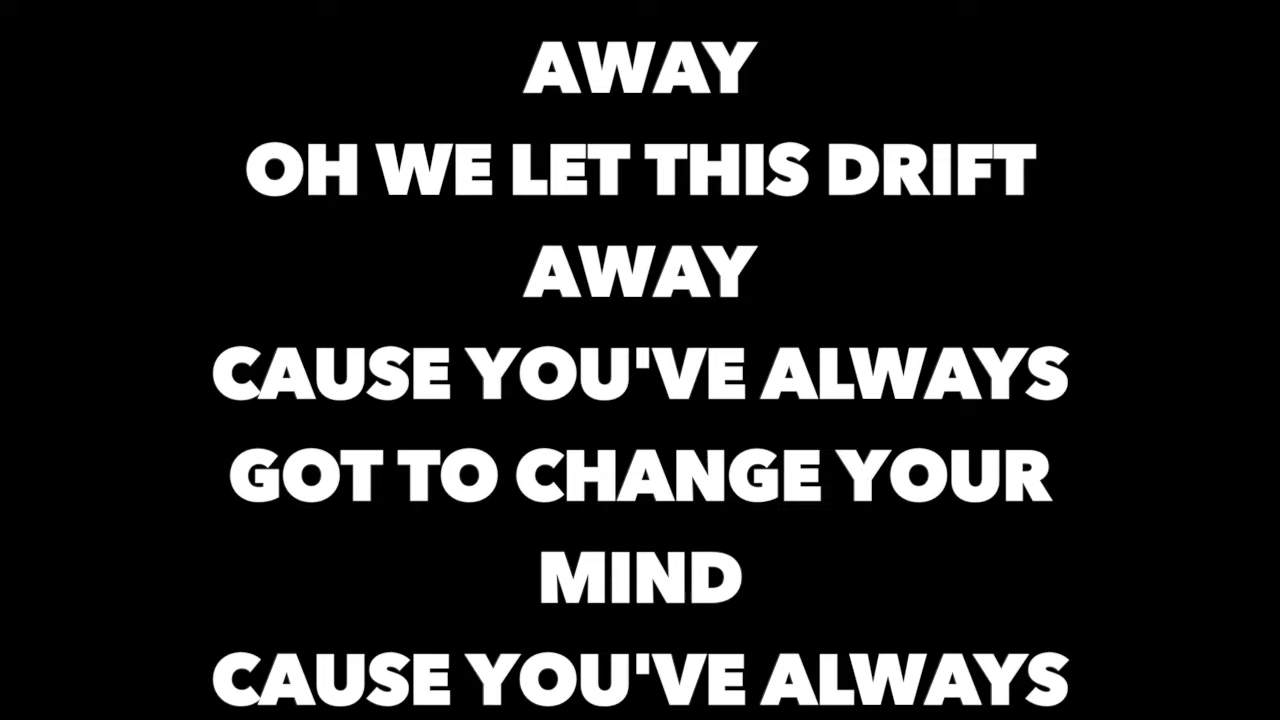 AWAY
OH WE LET THIS DRIFT
AWAY
CAUSE YOU'VE ALWAYS
GOT TO CHANGE YOUR
MIND
CAUSE YOU'VE ALWAYS